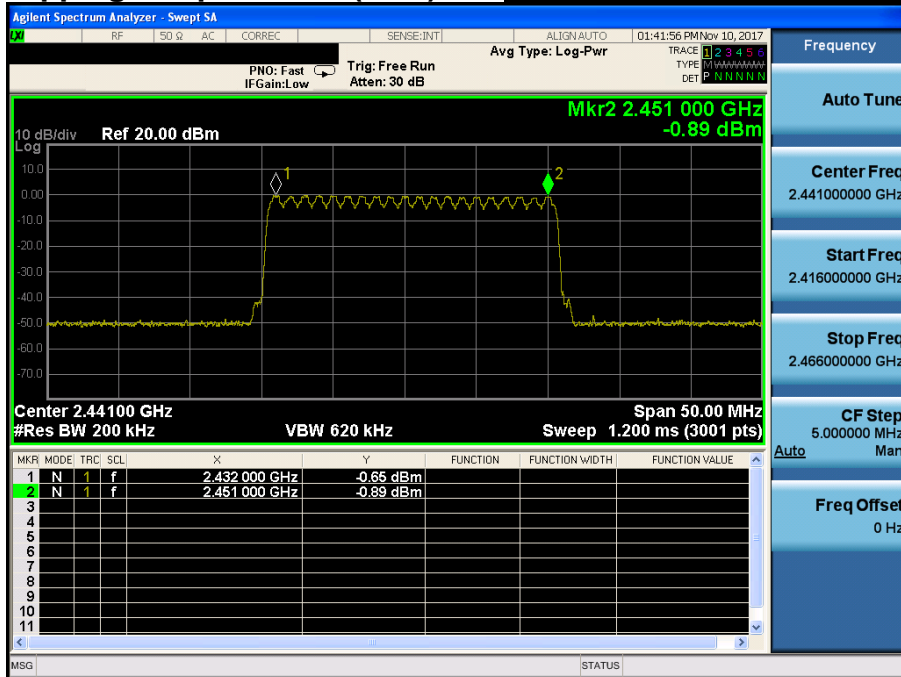 Agilent Spectrum Analyzer - Swept SA
LXI RF 50 Ω AC CORREC SENSE:INT ALIGNAUTO 01:41:56 PM Nov 10, 2017
Frequency
Avg Type: Log-Pwr TRACE 1 2 3 4 5 6
PNO: Fast Trig: Free Run TYPE M WWWWW
IFGain:Low Atten: 30 dB DET P N N N N N
Auto Tune
Mkr2 2.451 000 GHz
10 dB/div Ref 20.00 dBm -0.89 dBm
Log
10.0
0.00
-10.0
-20.0
-30.0
-40.0
-50.0
-60.0
-70.0
1
2
Center Freq
2.441000000 GHz
Start Freq
2.416000000 GHz
Stop Freq
2.466000000 GHz
Center 2.44100 GHz Span 50.00 MHz
#Res BW 200 kHz VBW 620 kHz Sweep 1.200 ms (3001 pts)
CF Step
5.000000 MHz
Auto Man
MKR MODE TRC SCL X Y FUNCTION FUNCTION WIDTH FUNCTION VALUE
1 N 1 f 2.432 000 GHz -0.65 dBm
2 N 1 f 2.451 000 GHz -0.89 dBm
3
4
5
6
7
8
9
10
11
Freq Offset
0 Hz
MSG STATUS